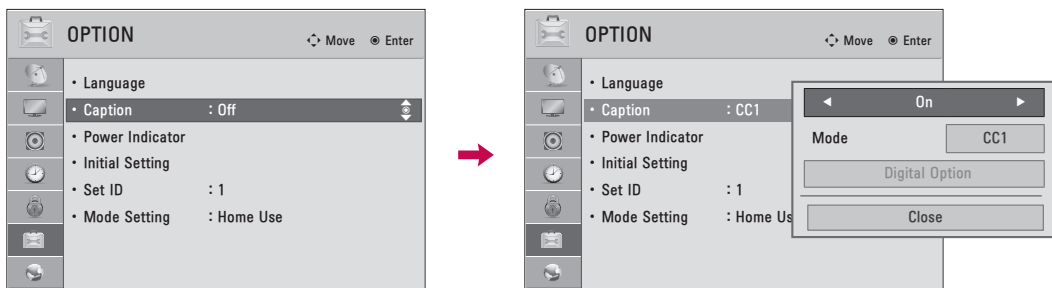 OPTION
Move Enter
• Language
• Caption : Off
• Power Indicator
• Initial Setting
• Set ID : 1
• Mode Setting : Home Use
OPTION
Move Enter
• Language
• Caption : CC1
• Power Indicator
• Initial Setting
• Set ID : 1
• Mode Setting : Home Us
◀ On ▶
Mode CC1
Digital Option
Close